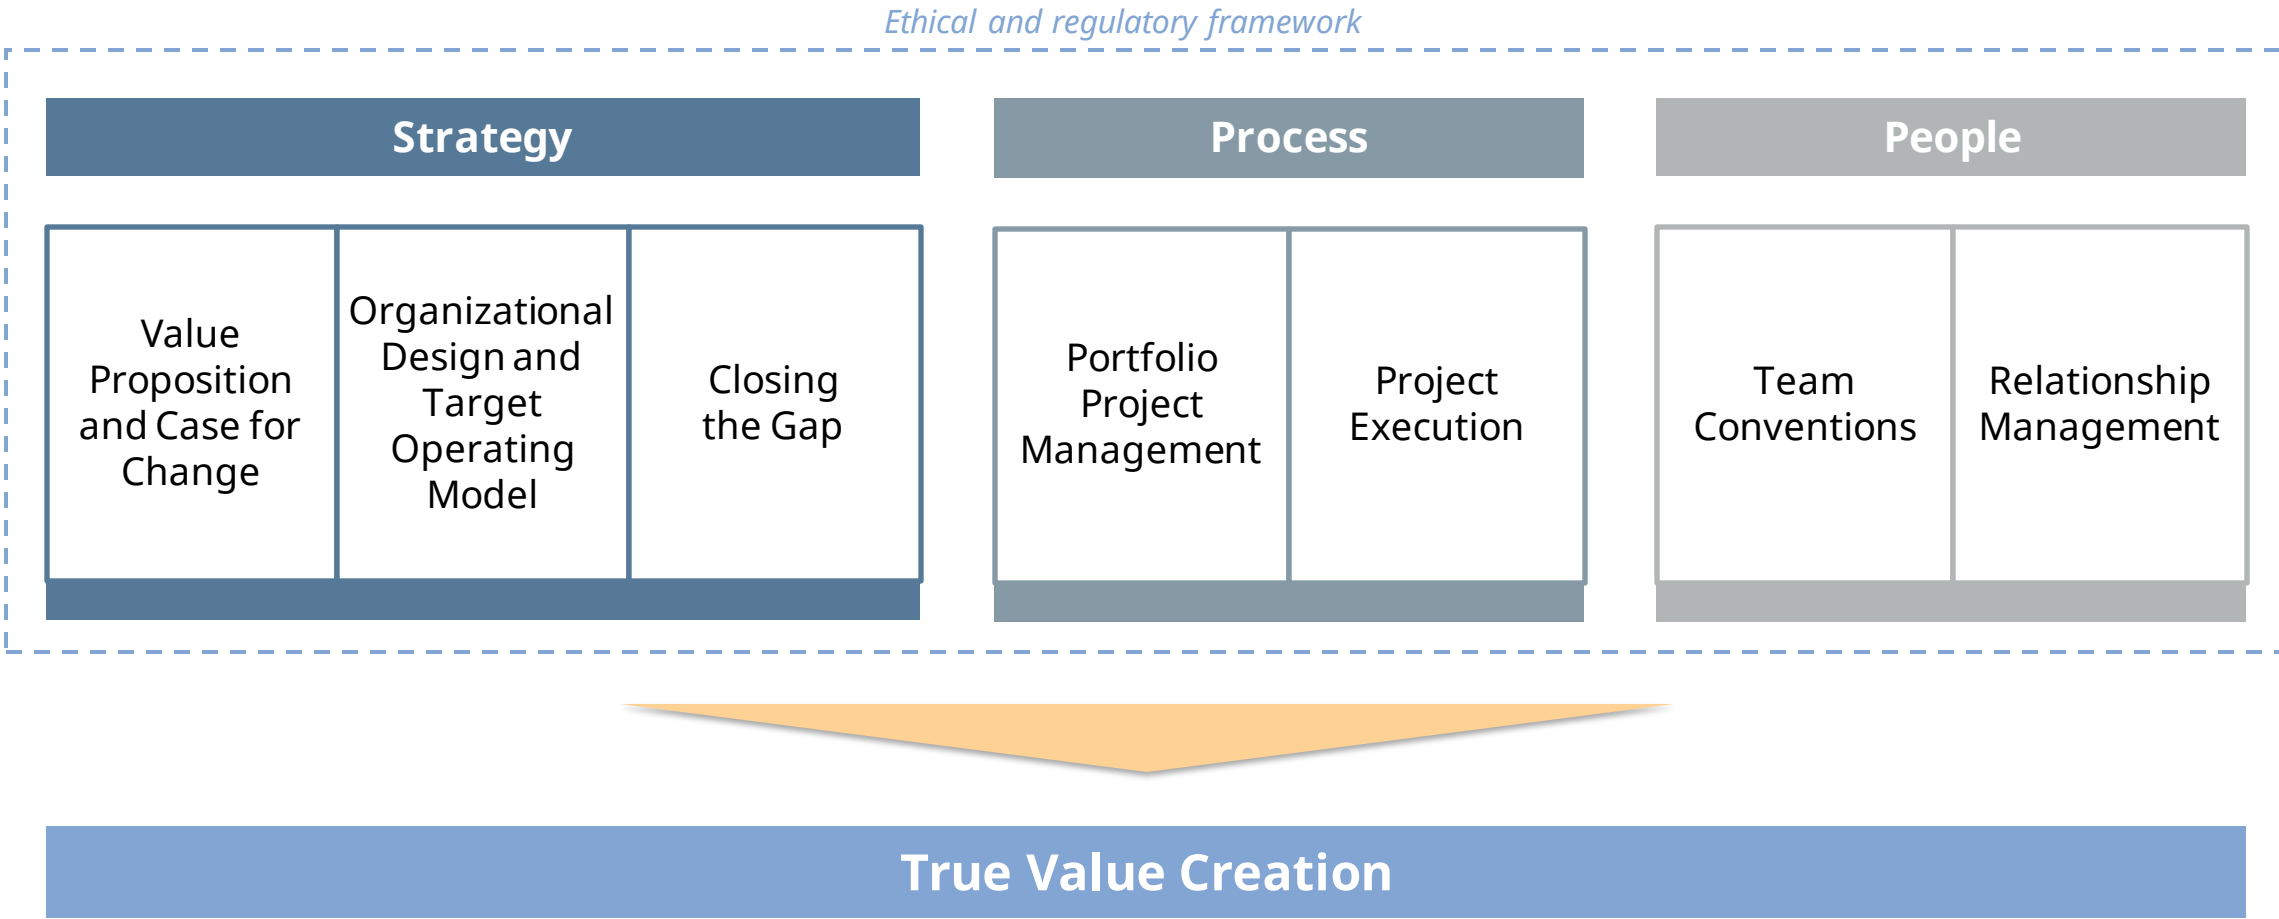 Ethical and regulatory framework
Strategy
Process
People
Value
Proposition
and Case for
Change
Organizational
Design and
Target
Operating
Model
Closing
the Gap
Portfolio
Project
Management
Project
Execution
Team
Conventions
Relationship
Management
True Value Creation